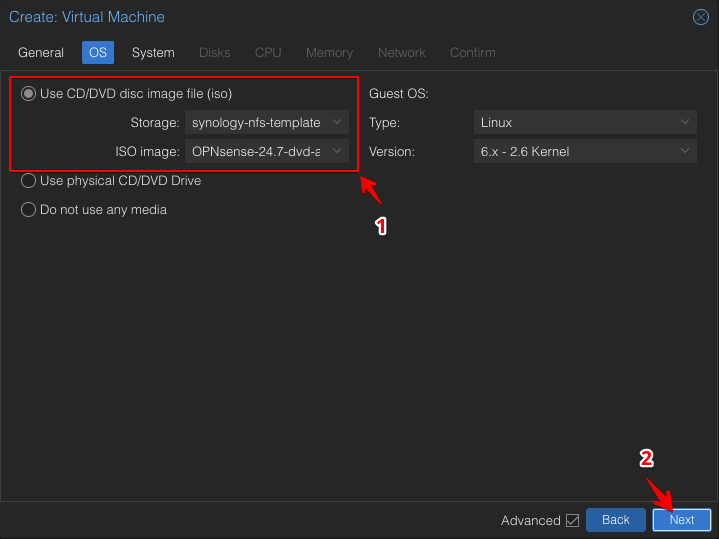 Create: Virtual Machine
General OS System Disks CPU Memory Network Confirm
Use CD/DVD disc image file (iso)
Storage: synology-nfs-template
ISO image: OPNsense-24.7-dvd-a
Use physical CD/DVD Drive
Do not use any media
Guest OS:
Type: Linux
Version: 6.x - 2.6 Kernel
1
2
Advanced Back Next